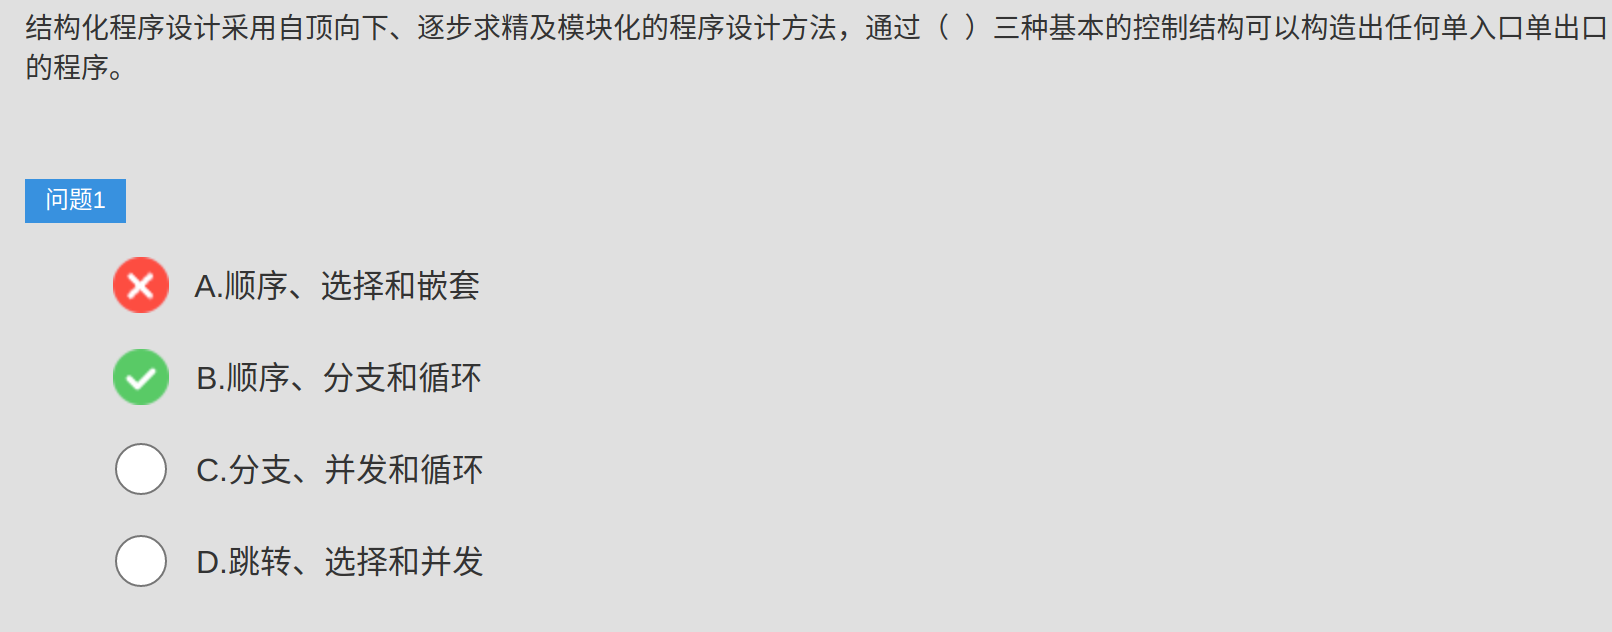 结构化程序设计采用自顶向下、逐步求精及模块化的程序设计方法，通过（  ）三种基本的控制结构可以构造出任何单入口单出口
的程序。
问题1
A.顺序、选择和嵌套
B.顺序、分支和循环
C.分支、并发和循环
D.跳转、选择和并发